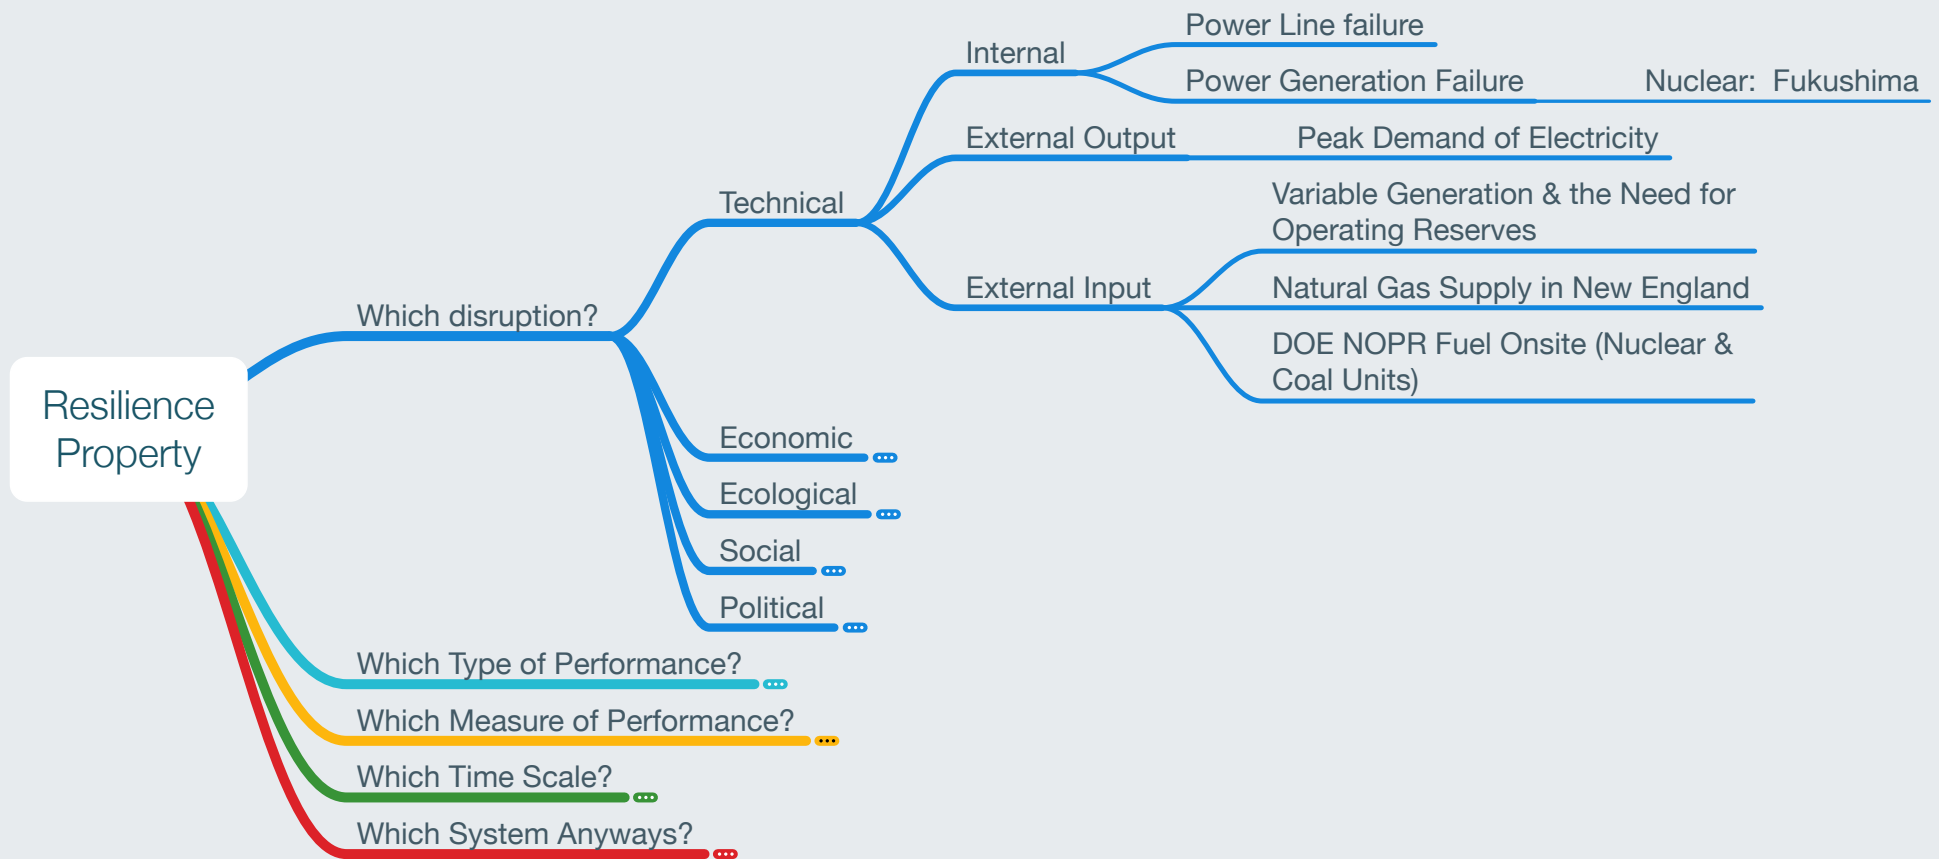 Resilience
Property
Which disruption?
Technical
Internal
Power Line failure
Power Generation Failure
Nuclear:  Fukushima
External Output
Peak Demand of Electricity
External Input
Variable Generation & the Need for
Operating Reserves
Natural Gas Supply in New England
DOE NOPR Fuel Onsite (Nuclear &
Coal Units)
Economic
Ecological
Social
Political
Which Type of Performance?
Which Measure of Performance?
Which Time Scale?
Which System Anyways?